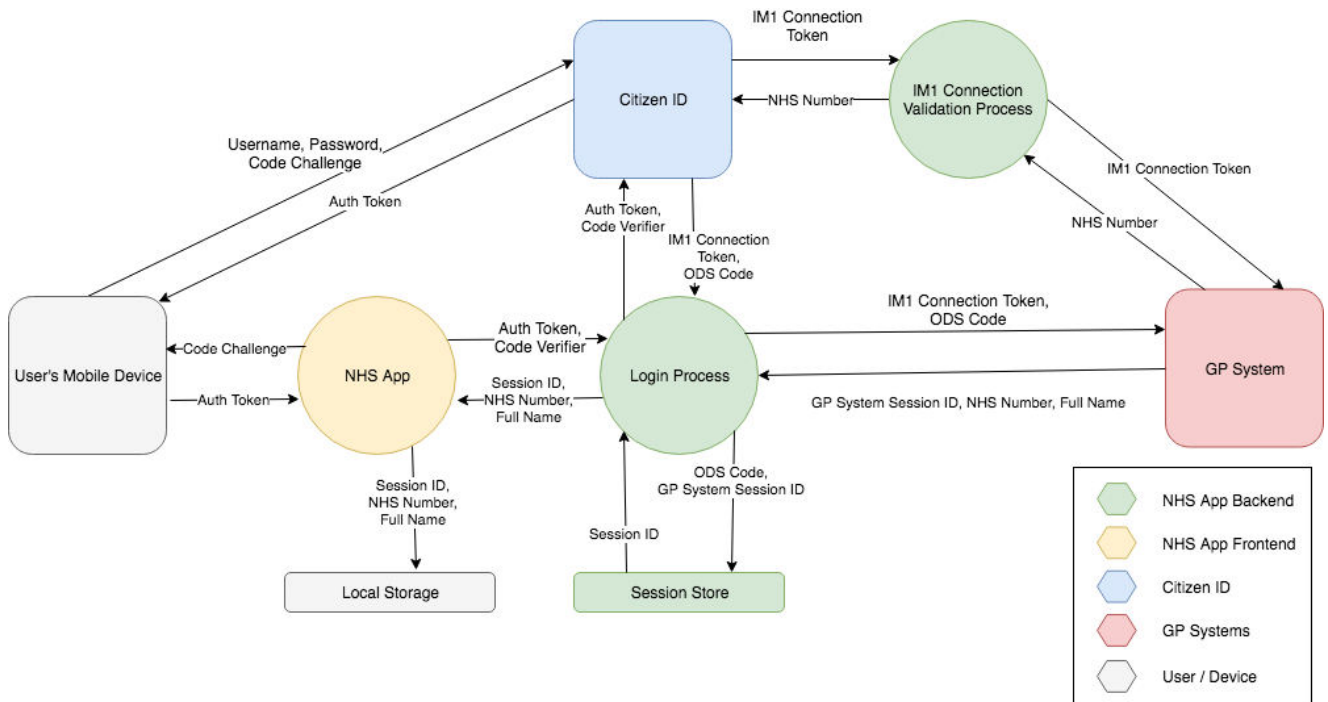 IM1 Connection
Token
Citizen ID
IM1 Connection
Validation Process
NHS Number
Username, Password,
Code Challenge
IM1 Connection Token
Auth Token
Auth Token,
Code Verifier
NHS Number
IM1 Connection
Token,
ODS Code
IM1 Connection Token,
ODS Code
Auth Token,
Code Verifier
Code Challenge
User's Mobile Device
NHS App
Login Process
GP System
Session ID,
NHS Number,
Full Name
Auth Token
GP System Session ID, NHS Number, Full Name
Session ID,
NHS Number,
Full Name
ODS Code,
GP System Session ID
Session ID
Local Storage
Session Store
NHS App Backend
NHS App Frontend
Citizen ID
GP Systems
User / Device